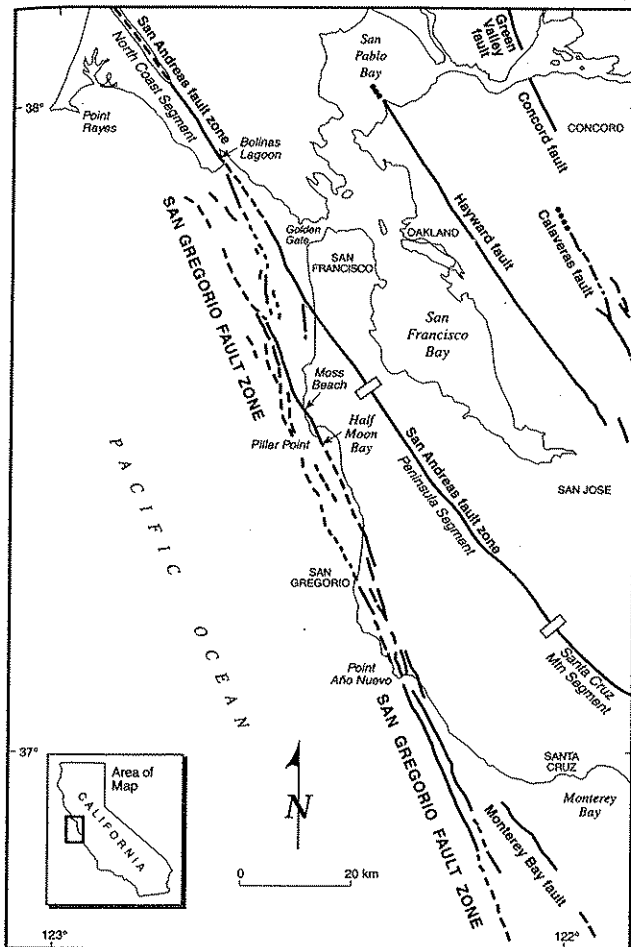 San Andreas fault zone
North Coast Segment
San
Pablo
Bay
Green
Valley
fault
Concord fault
CONCORD
38°
Point
Reyes
Bolinas
Lagoon
SAN GREGORIO FAULT ZONE
Golden
Gate
SAN
FRANCISCO
OAKLAND
Hayward fault
Calaveras fault
San
Francisco
Bay
Moss
Beach
Half
Moon
Bay
Pillar Point
San Andreas fault zone
Peninsula Segment
SAN JOSE
PACIFIC OCEAN
SAN
GREGORIO
Santa Cruz
Mtn Segment
Point
Año Nuevo
37°
SAN GREGORIO FAULT ZONE
SANTA
CRUZ
Monterey
Bay
Monterey Bay fault
Area of
Map
CALIFORNIA
N
0 20 km
123°
122°